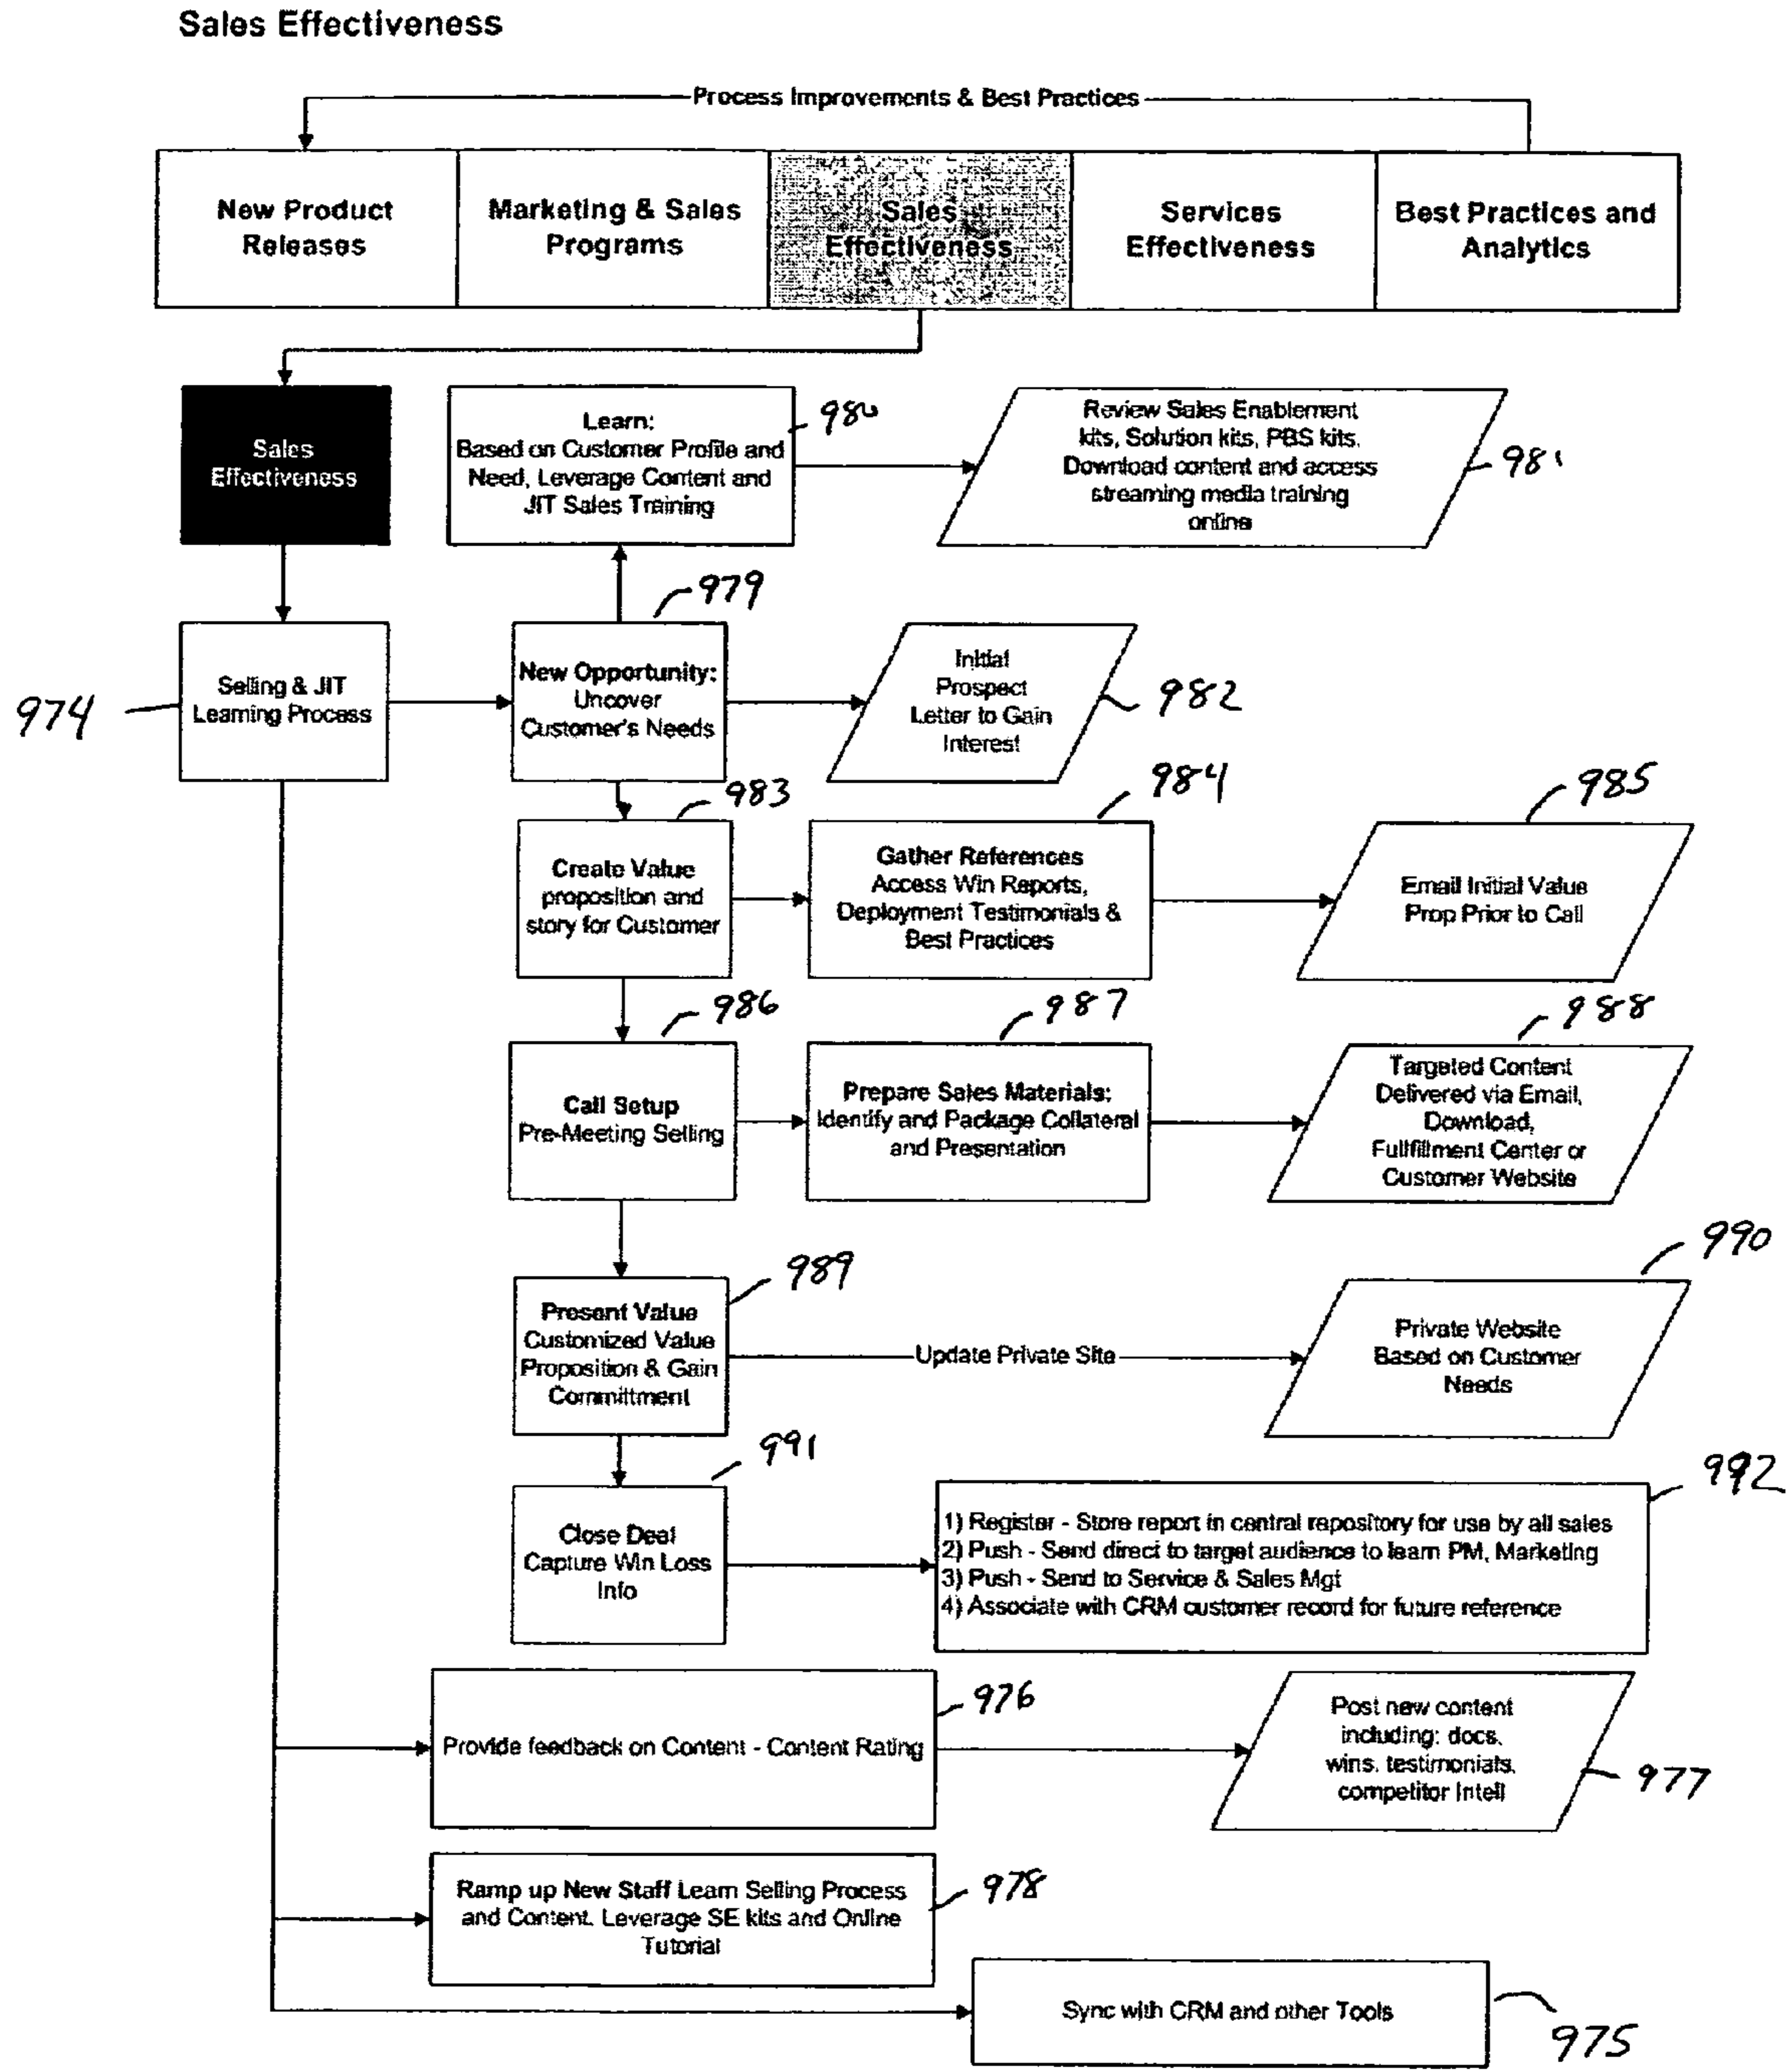 Sales Effectiveness
Process Improvements & Best Practices
New Product
Releases
Marketing & Sales
Programs
Sales
Effectiveness
Services
Effectiveness
Best Practices and
Analytics
Sales
Effectiveness
Learn:
Based on Customer Profile and
Need, Leverage Content and
JIT Sales Training
980
Review Sales Enablement
kits, Solution kits, PBS kits.
Download content and access
streaming media training
online
981
979
974
Selling & JIT
Learning Process
New Opportunity:
Uncover
Customer's Needs
Initial
Prospect
Letter to Gain
Interest
982
983
984
985
Create Value
proposition and
story for Customer
Gather References
Access Win Reports,
Deployment Testimonials &
Best Practices
Email Initial Value
Prop Prior to Call
986
987
988
Call Setup
Pre-Meeting Selling
Prepare Sales Materials:
Identify and Package Collateral
and Presentation
Targeted Content
Delivered via Email,
Download,
Fullfillment Center or
Customer Website
989
990
Present Value
Customized Value
Proposition & Gain
Committment
Update Private Site
Private Website
Based on Customer
Needs
991
992
Close Deal
Capture Win Loss
Info
1) Register - Store report in central repository for use by all sales
2) Push - Send direct to target audience to learn PM, Marketing
3) Push - Send to Service & Sales Mgt
4) Associate with CRM customer record for future reference
976
Provide feedback on Content - Content Rating
Post new content
including: docs,
wins, testimonials,
competitor Intell
977
Ramp up New Staff Learn Selling Process
and Content. Leverage SE kits and Online
Tutorial
978
Sync with CRM and other Tools
975